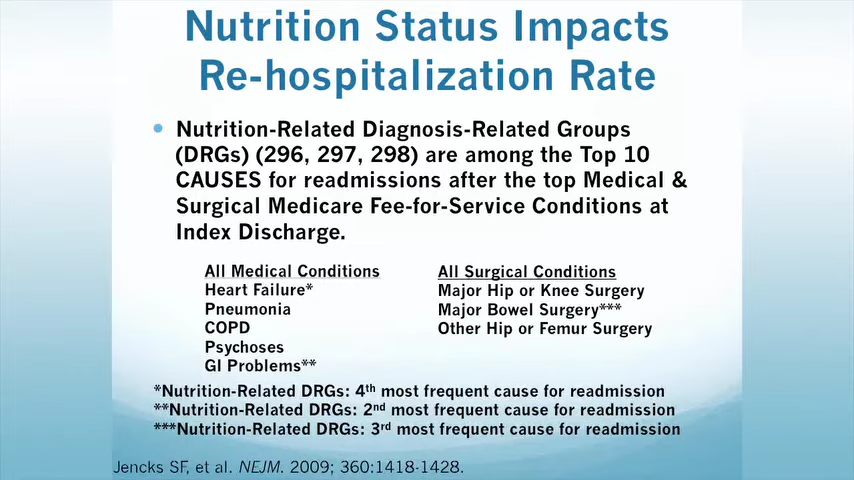 Nutrition Status Impacts
Re-hospitalization Rate
• Nutrition-Related Diagnosis-Related Groups
(DRGs) (296, 297, 298) are among the Top 10
CAUSES for readmissions after the top Medical &
Surgical Medicare Fee-for-Service Conditions at
Index Discharge.
All Medical Conditions
Heart Failure*
Pneumonia
COPD
Psychoses
GI Problems**
All Surgical Conditions
Major Hip or Knee Surgery
Major Bowel Surgery***
Other Hip or Femur Surgery
*Nutrition-Related DRGs: 4th most frequent cause for readmission
**Nutrition-Related DRGs: 2nd most frequent cause for readmission
***Nutrition-Related DRGs: 3rd most frequent cause for readmission
Jencks SF, et al. NEJM. 2009; 360:1418-1428.